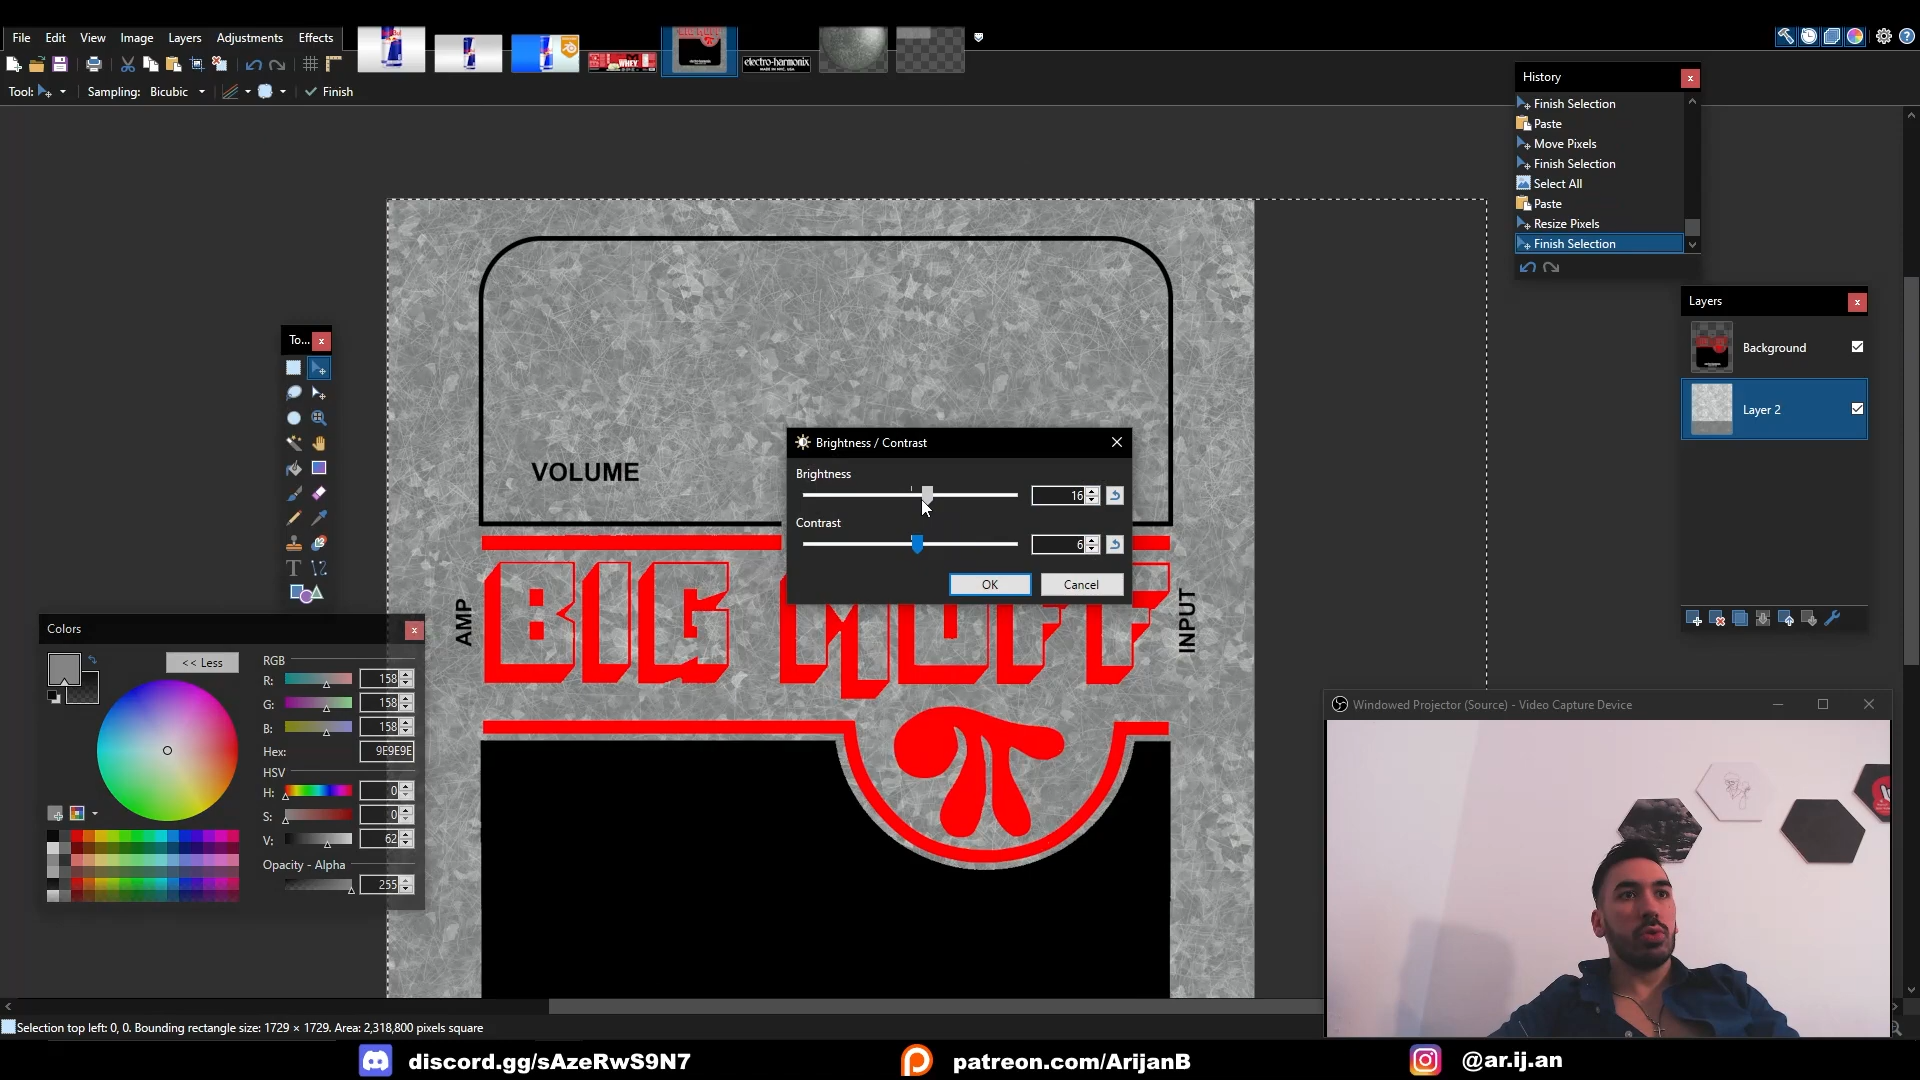 File Edit View Image Layers Adjustments Effects
Tool: Sampling: Bicubic Finish
WHEY
electro-harmonix
History
Finish Selection
Paste
Move Pixels
Finish Selection
Select All
Paste
Resize Pixels
Finish Selection
Layers
Background
Layer 2
To...
VOLUME
Brightness / Contrast
Brightness
16
Contrast
6
OK Cancel
BIG MUFF
AMP
INPUT
Colors
<< Less
RGB
R: 158
G: 158
B: 158
Hex: 9E9E9E
HSV
H: 0
S: 0
V: 62
Opacity - Alpha
255
Windowed Projector (Source) - Video Capture Device
Selection top left: 0, 0. Bounding rectangle size: 1729 × 1729. Area: 2,318,800 pixels square
discord.gg/sAzeRwS9N7
patreon.com/ArijanB
@ar.ij.an